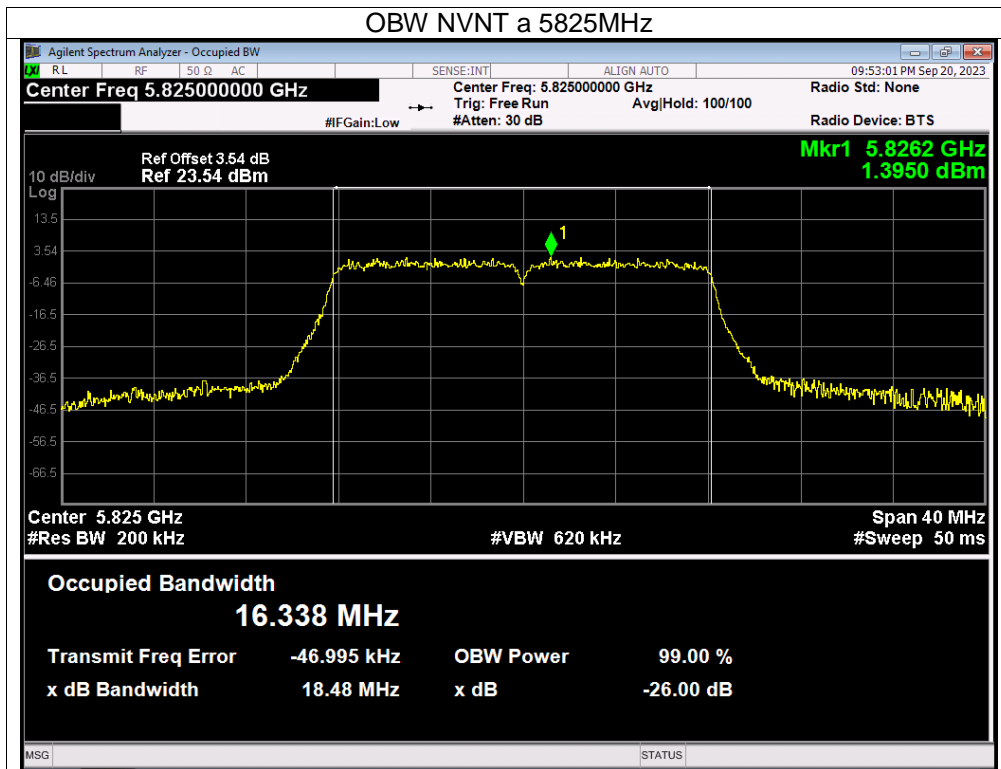 OBW NVNT a 5825MHz
Agilent Spectrum Analyzer - Occupied BW
LXI RL RF 50 Ω AC SENSE:INT ALIGN AUTO 09:53:01 PM Sep 20, 2023
Center Freq 5.825000000 GHz Center Freq: 5.825000000 GHz Radio Std: None
Trig: Free Run Avg|Hold: 100/100
#IFGain:Low #Atten: 30 dB Radio Device: BTS
Ref Offset 3.54 dB Mkr1 5.8262 GHz
10 dB/div Ref 23.54 dBm 1.3950 dBm
Log
13.5
1
3.54
-6.46
-16.5
-26.5
-36.5
-46.5
-56.5
-66.5
Center 5.825 GHz Span 40 MHz
#Res BW 200 kHz #VBW 620 kHz #Sweep 50 ms
Occupied Bandwidth
16.338 MHz
Transmit Freq Error -46.995 kHz OBW Power 99.00 %
x dB Bandwidth 18.48 MHz x dB -26.00 dB
MSG STATUS